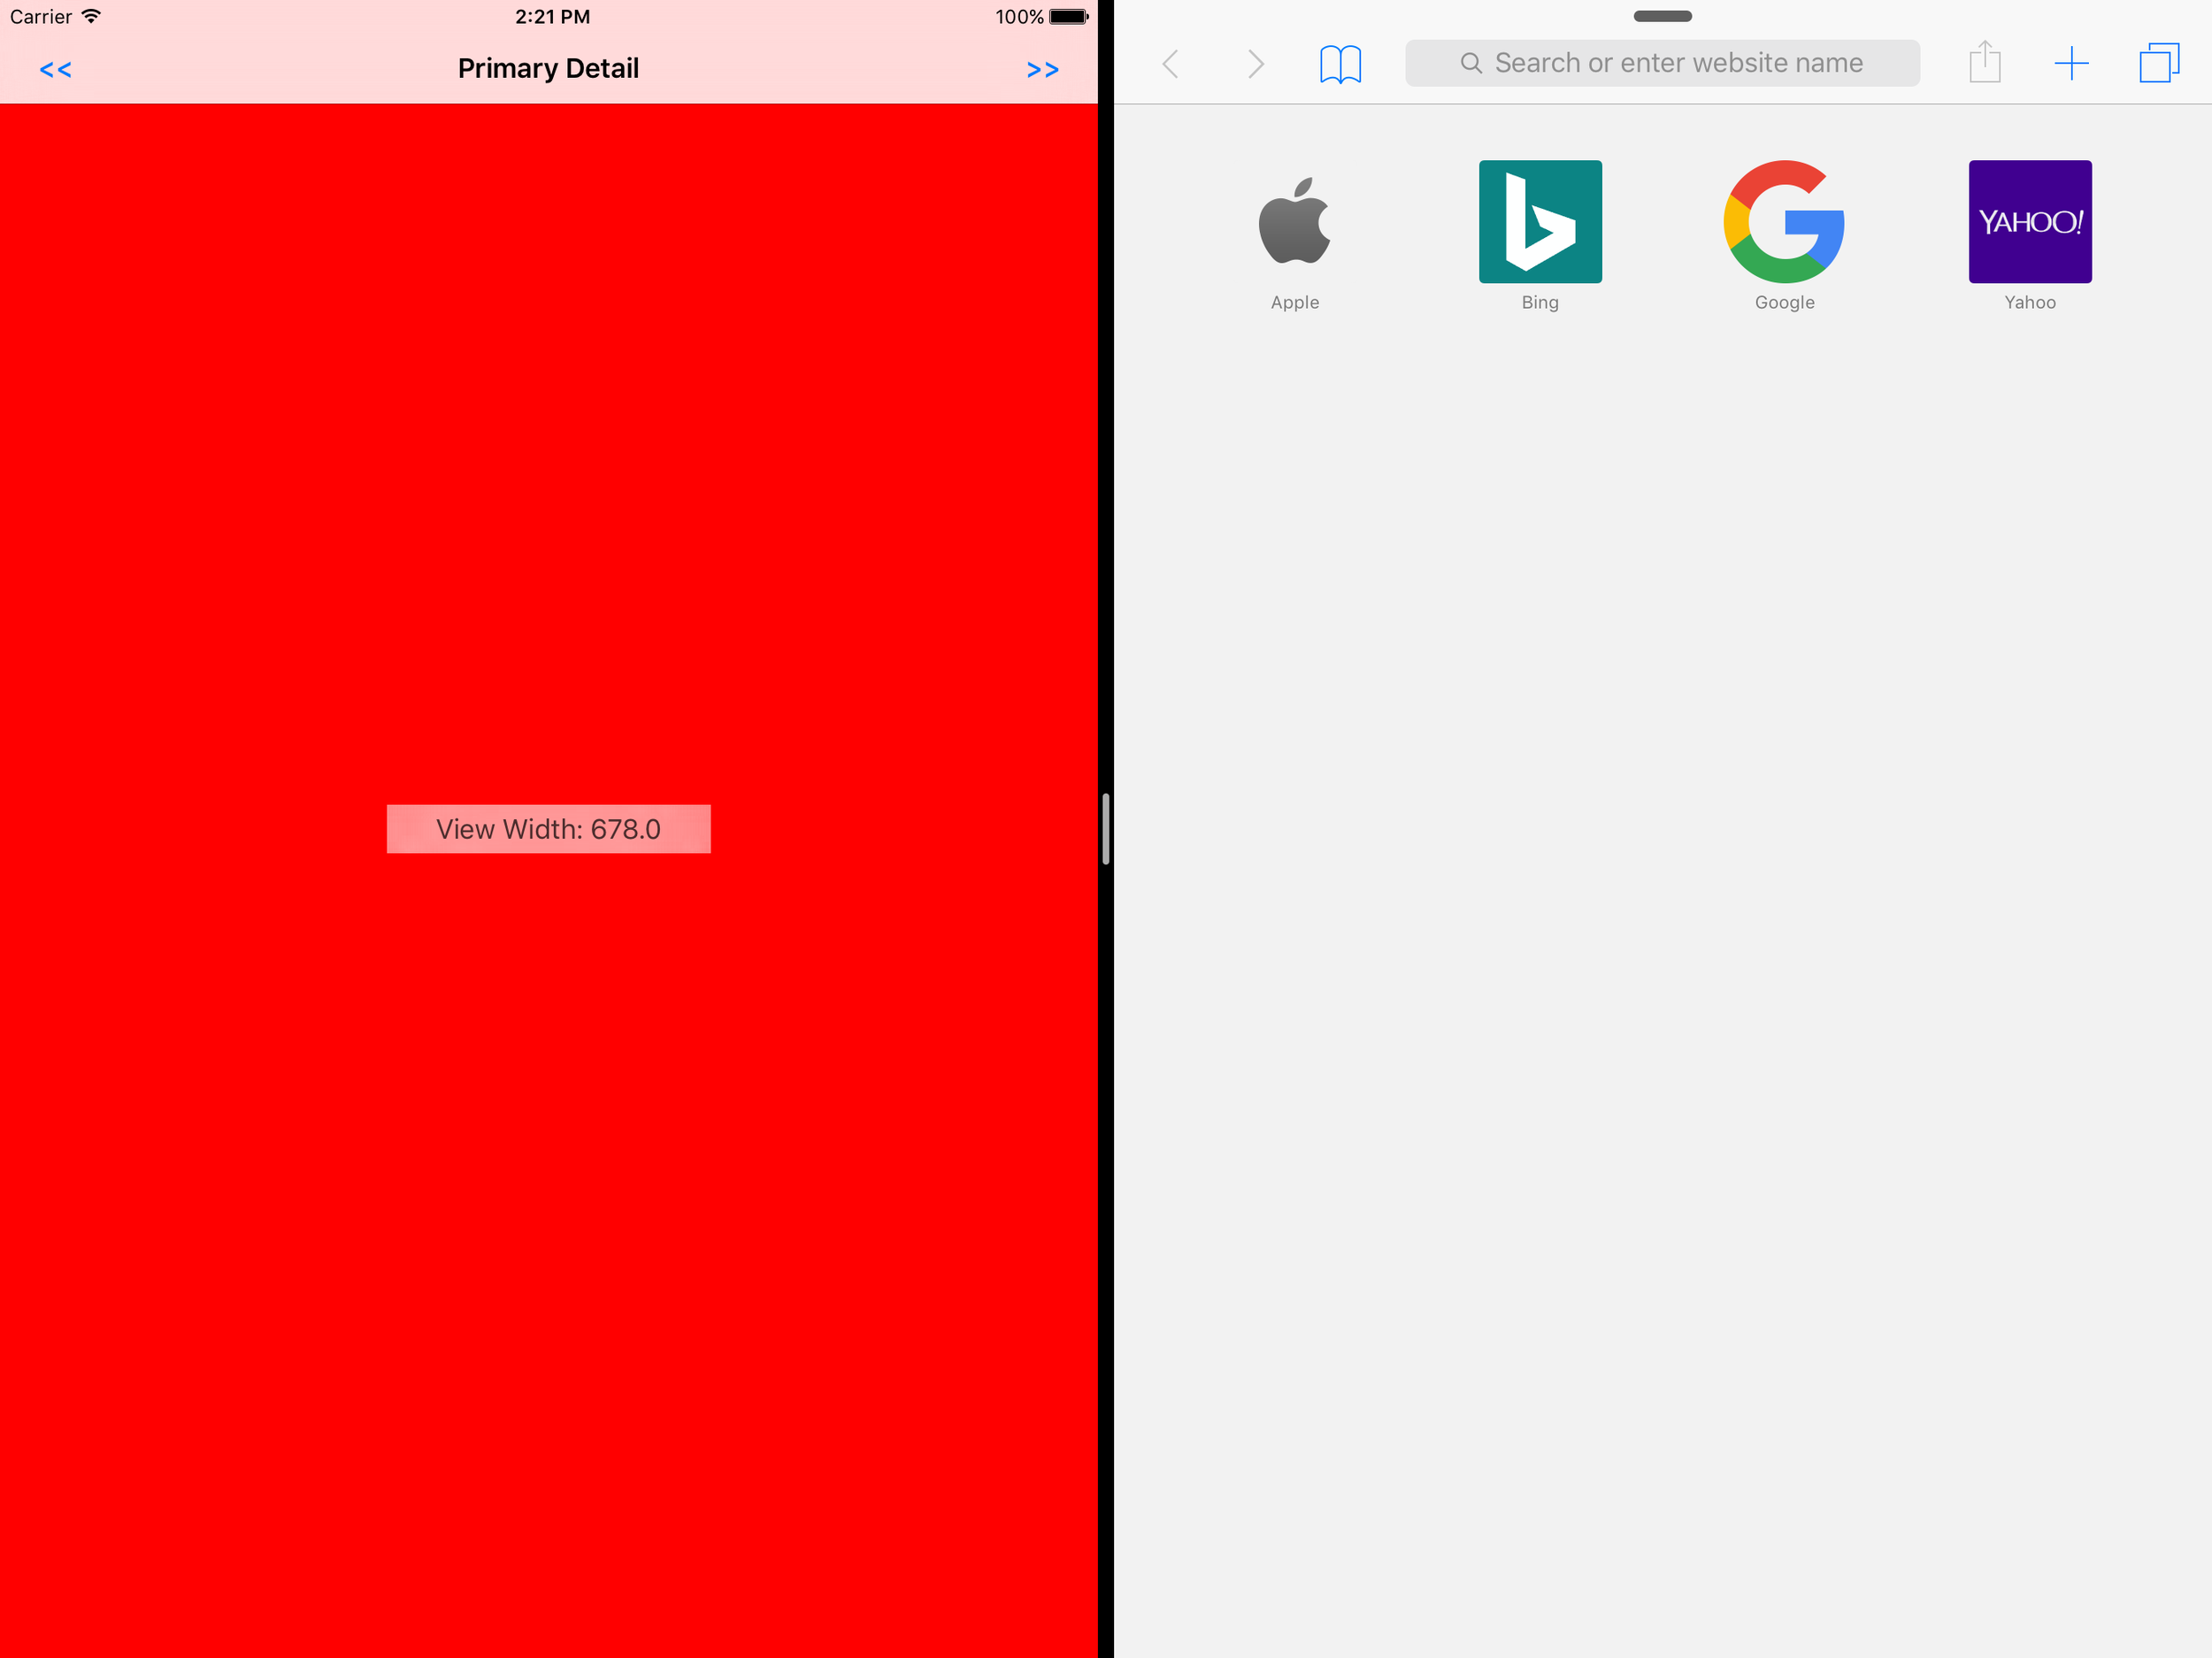 Carrier 2:21 PM 100%
<< Primary Detail >>
View Width: 678.0
Search or enter website name
YAHOO!
Apple Bing Google Yahoo